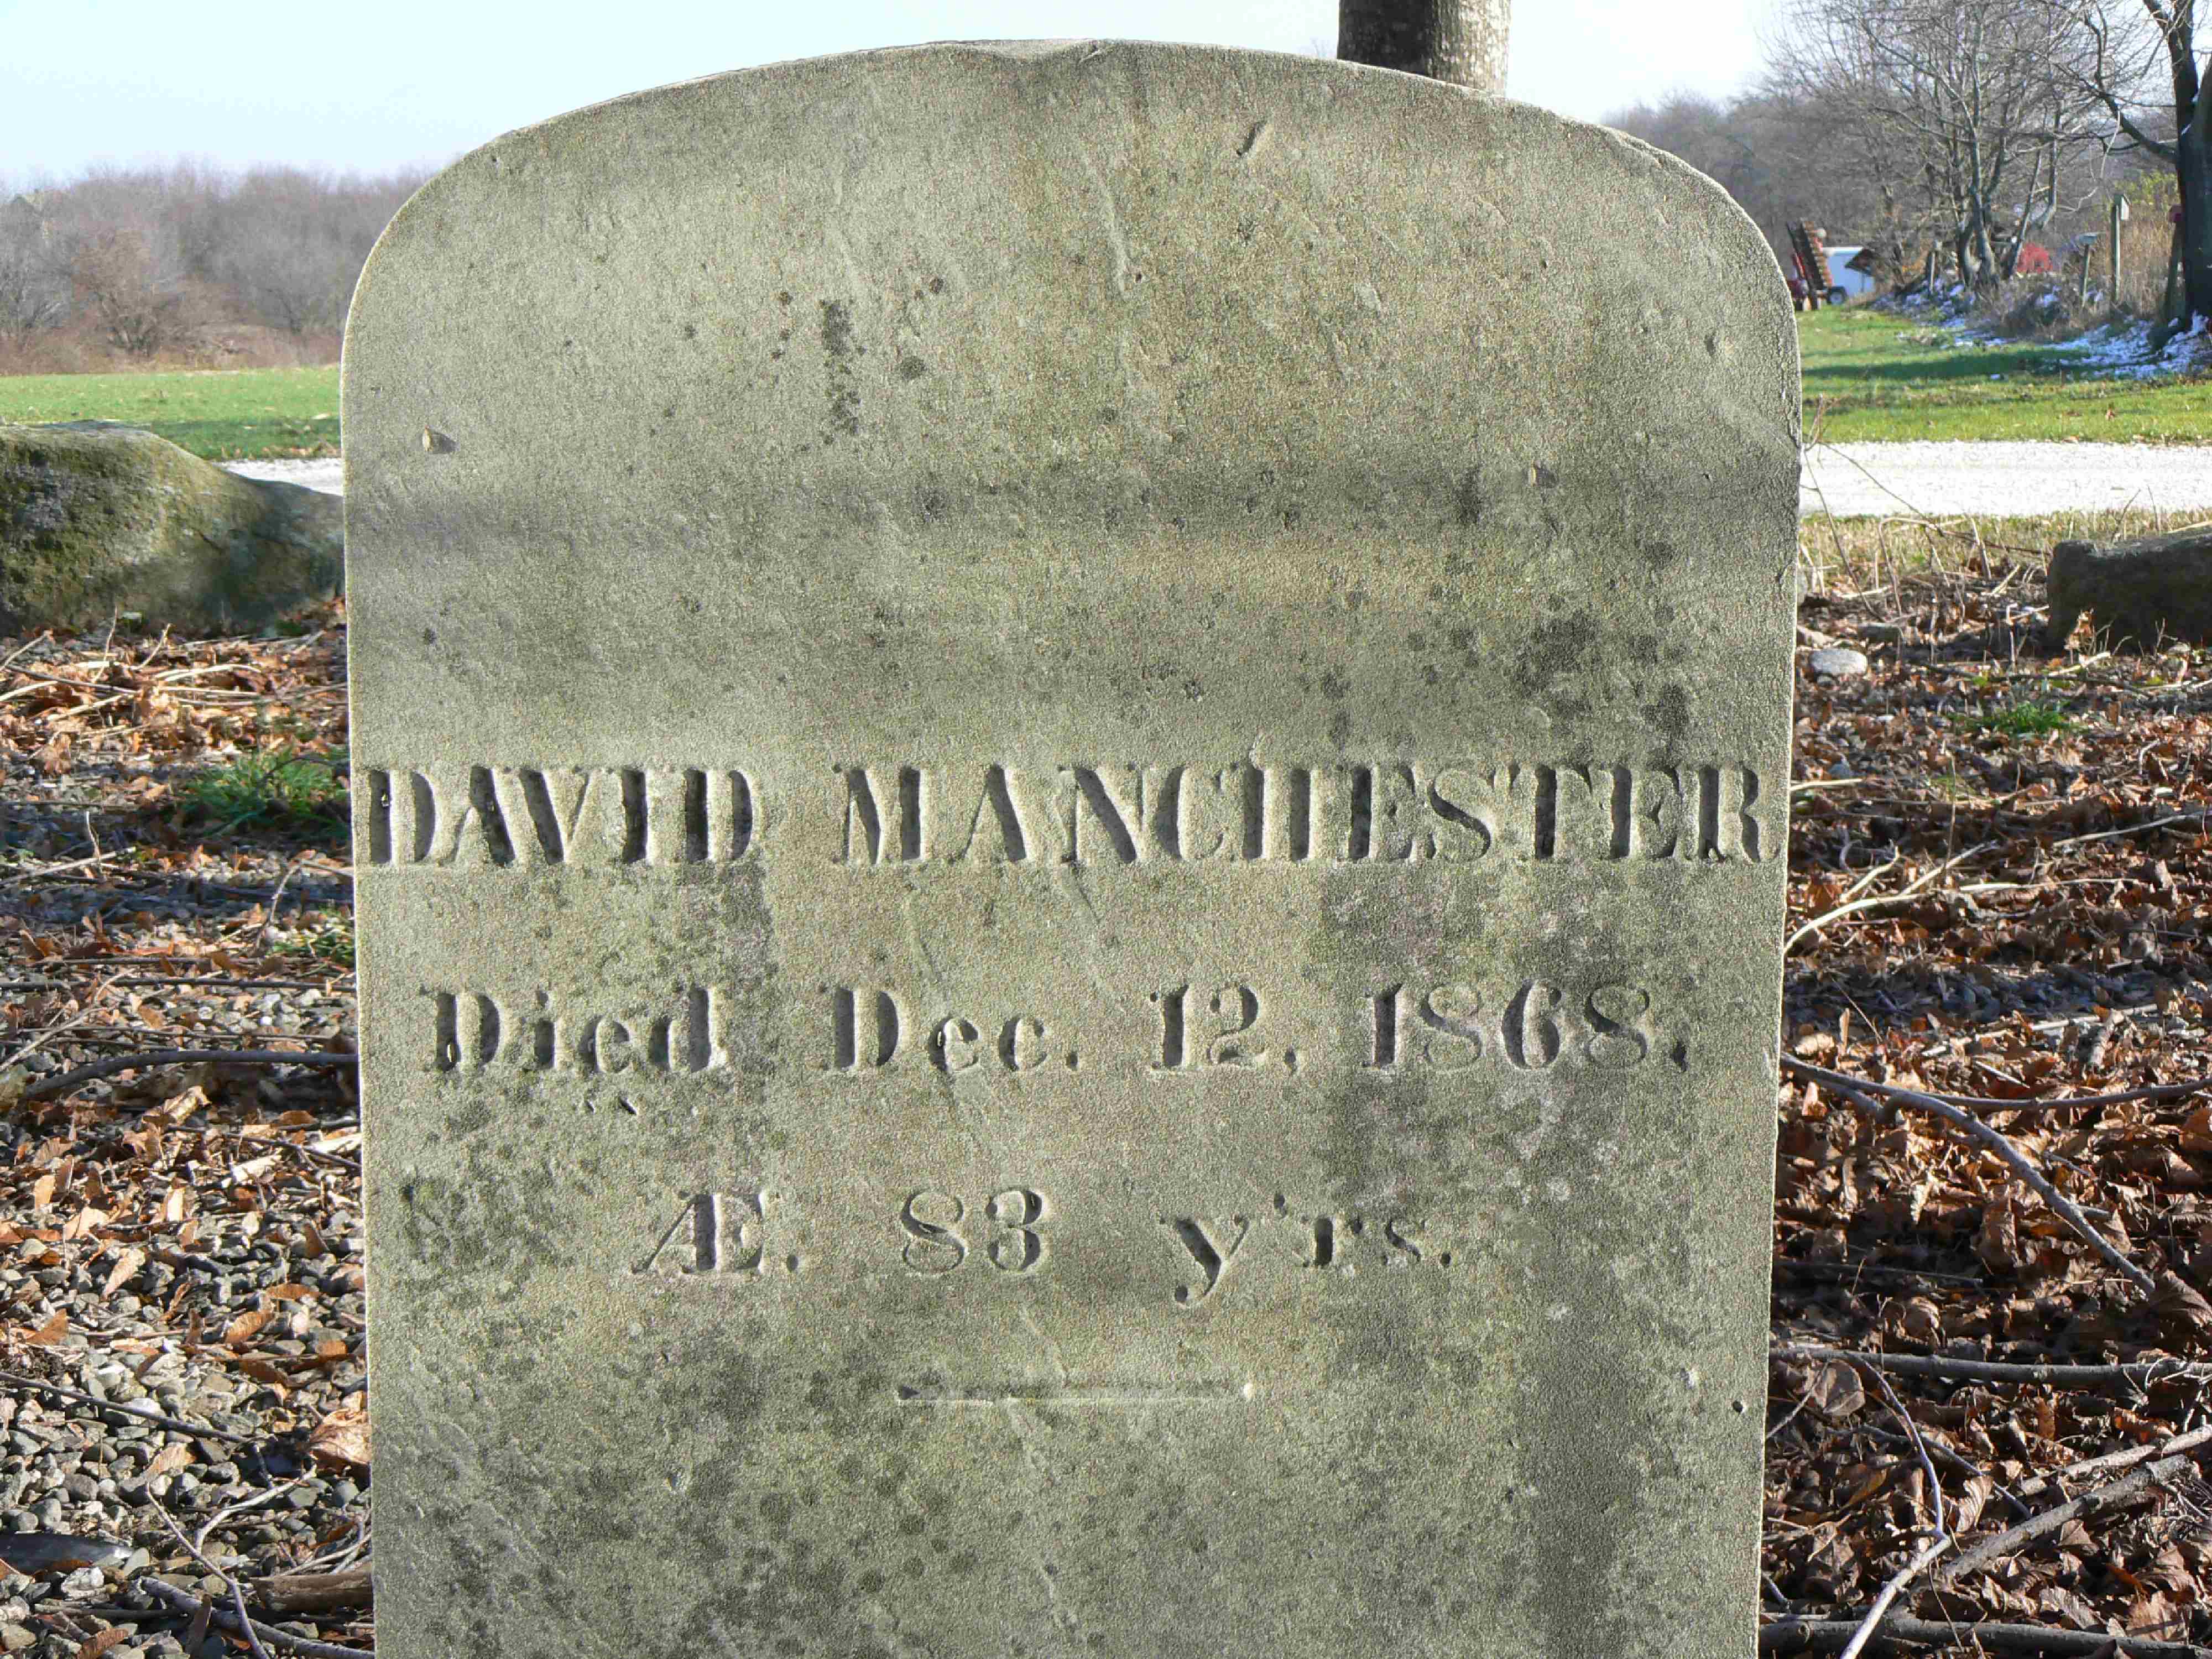 DAVID MANCHESTER
Died Dec. 12, 1868,
Æ. 83 y'rs.